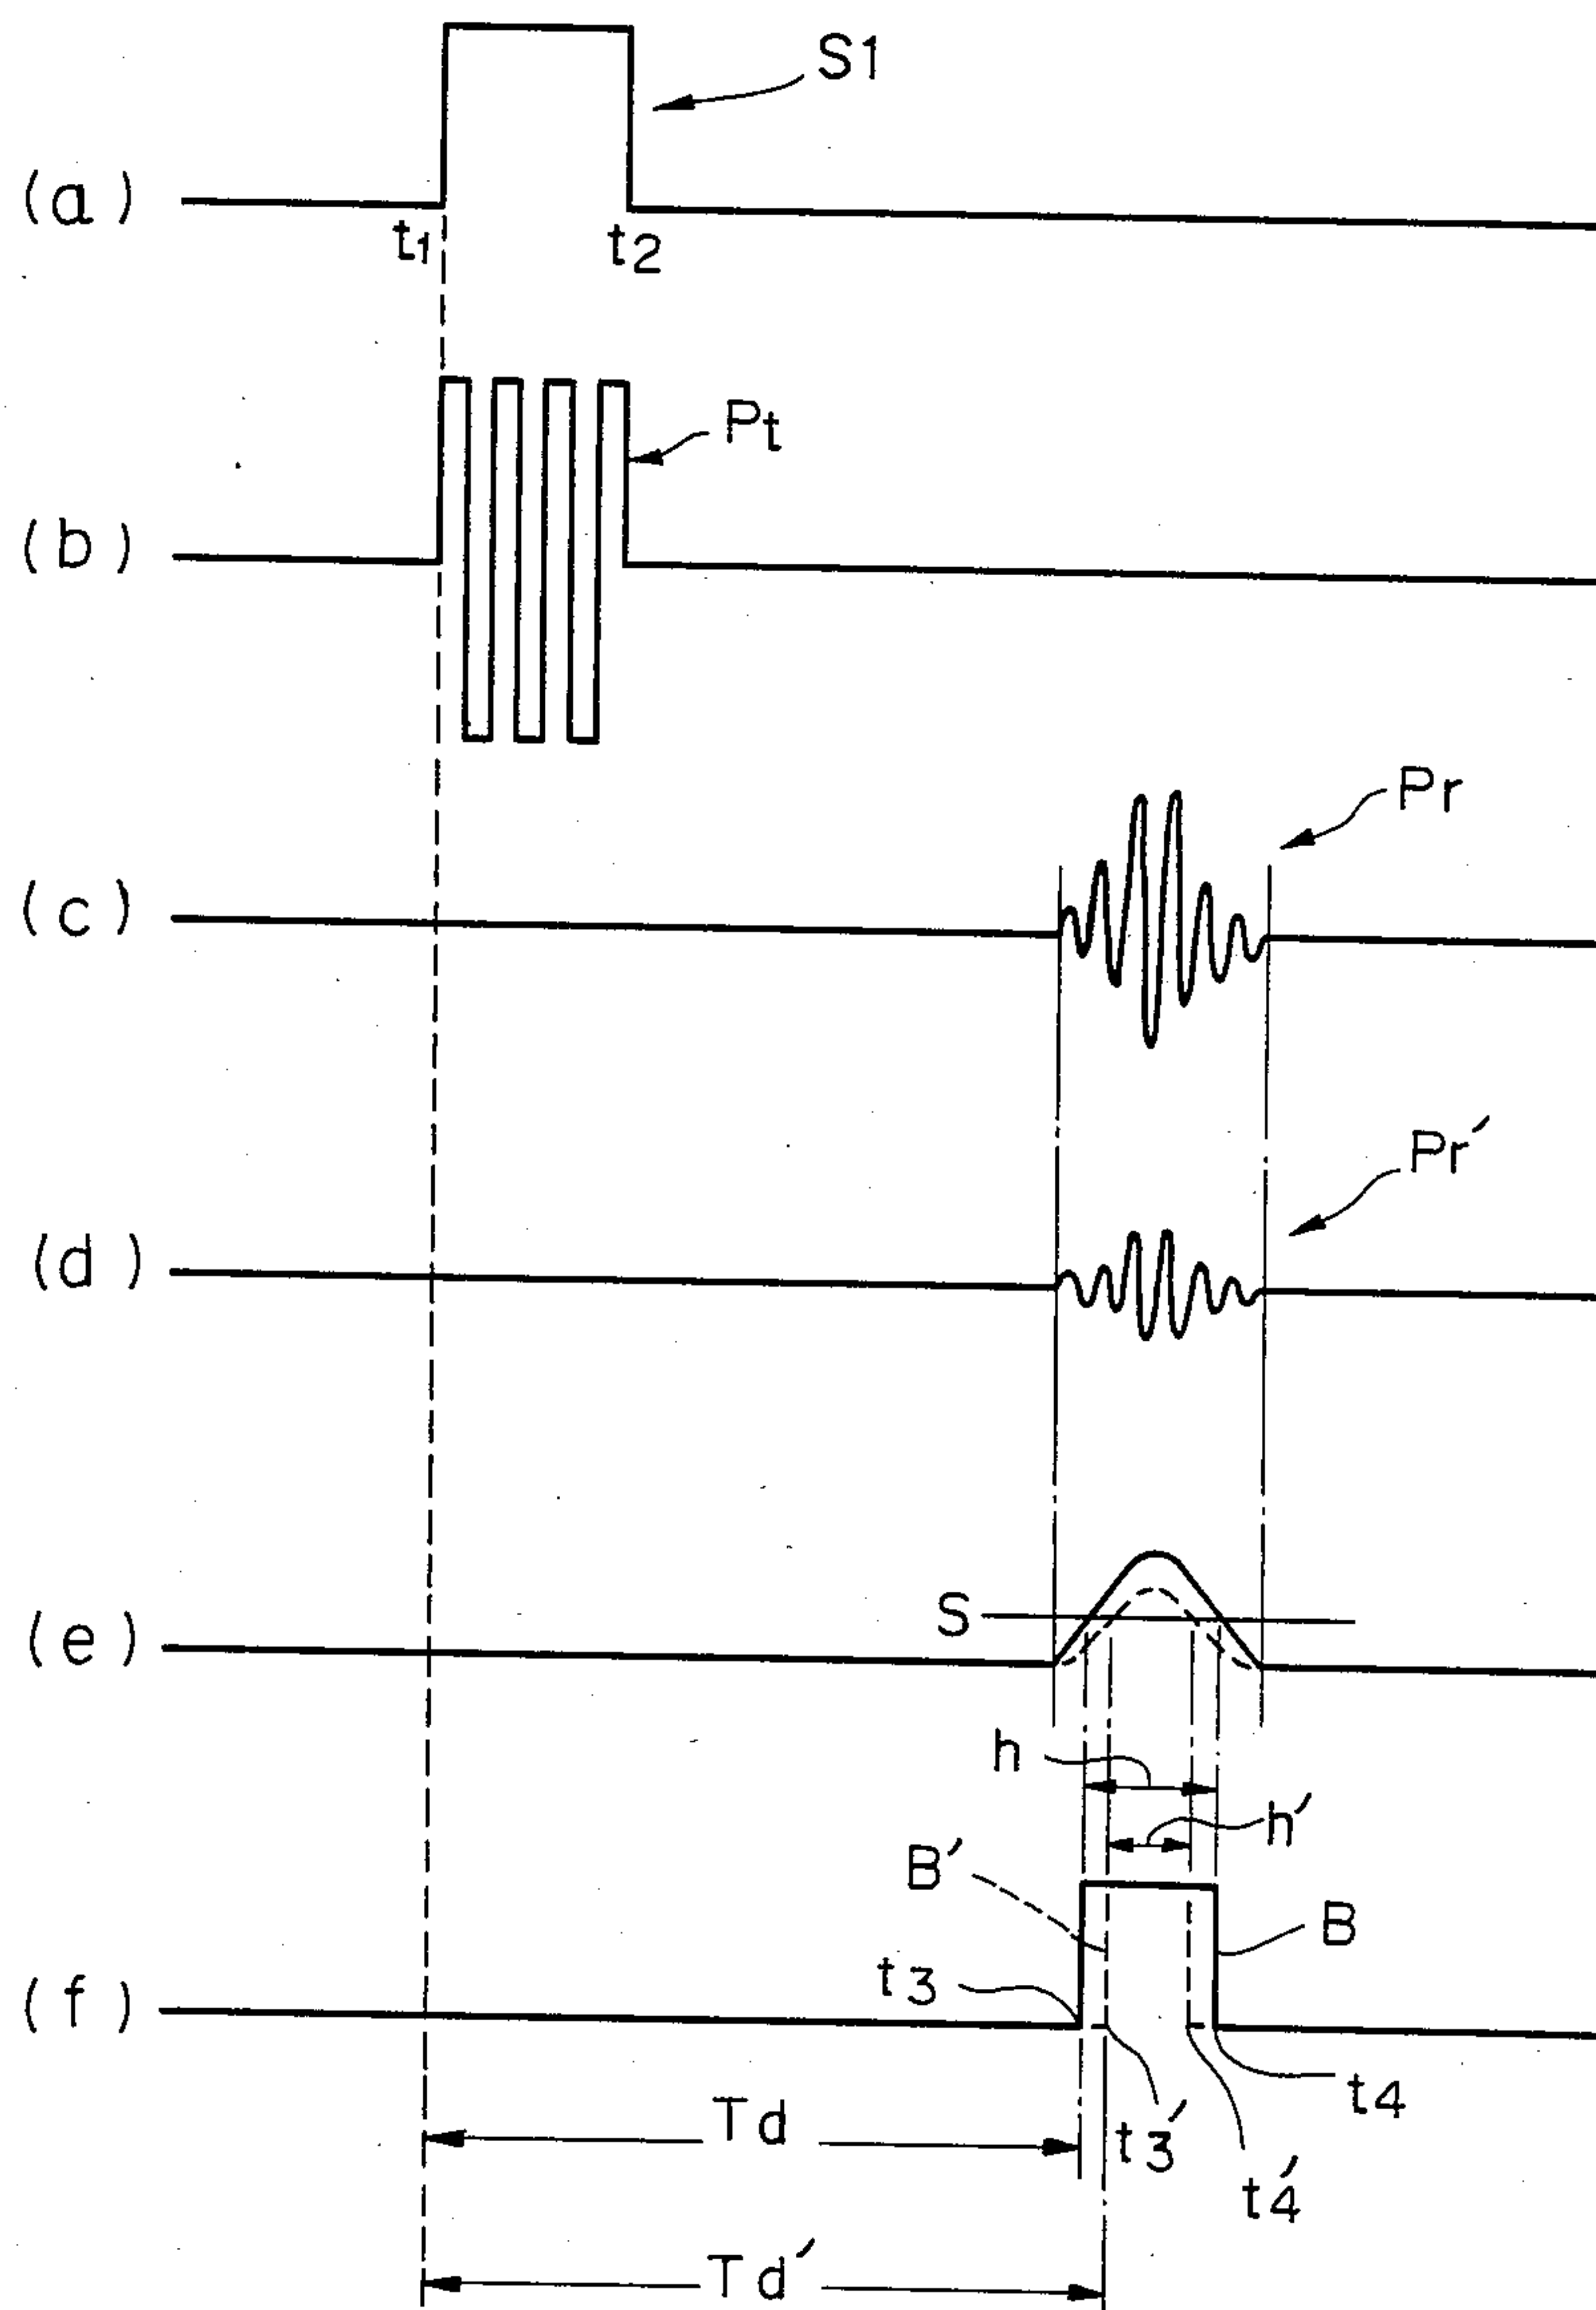 S1
(a)
t1
t2
Pt
(b)
Pr
(c)
Pr′
(d)
S
(e)
h
h′
B′
B
t3
(f)
Td
t3′
t4
t4′
Td′